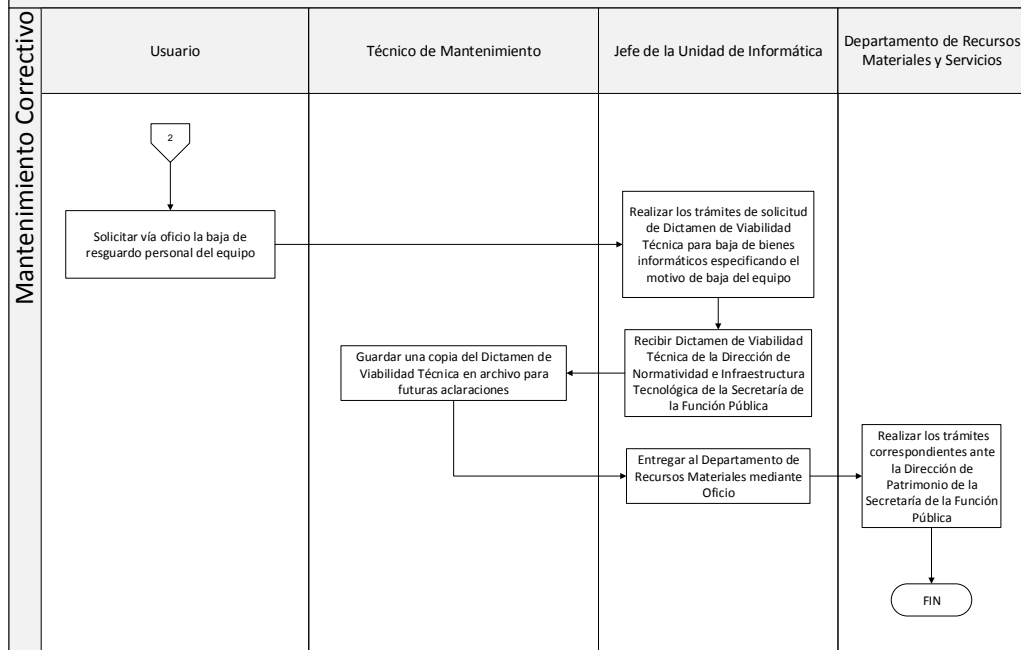 Mantenimiento Correctivo
Usuario
Técnico de Mantenimiento
Jefe de la Unidad de Informática
Departamento de Recursos
Materiales y Servicios
2
Solicitar vía oficio la baja de
resguardo personal del equipo
Realizar los trámites de solicitud
de Dictamen de Viabilidad
Técnica para baja de bienes
informáticos especificando el
motivo de baja del equipo
Recibir Dictamen de Viabilidad
Técnica de la Dirección de
Normatividad e Infraestructura
Tecnológica de la Secretaría de
la Función Pública
Guardar una copia del Dictamen de
Viabilidad Técnica en archivo para
futuras aclaraciones
Entregar al Departamento de
Recursos Materiales mediante
Oficio
Realizar los trámites
correspondientes ante
la Dirección de
Patrimonio de la
Secretaría de la Función
Pública
FIN